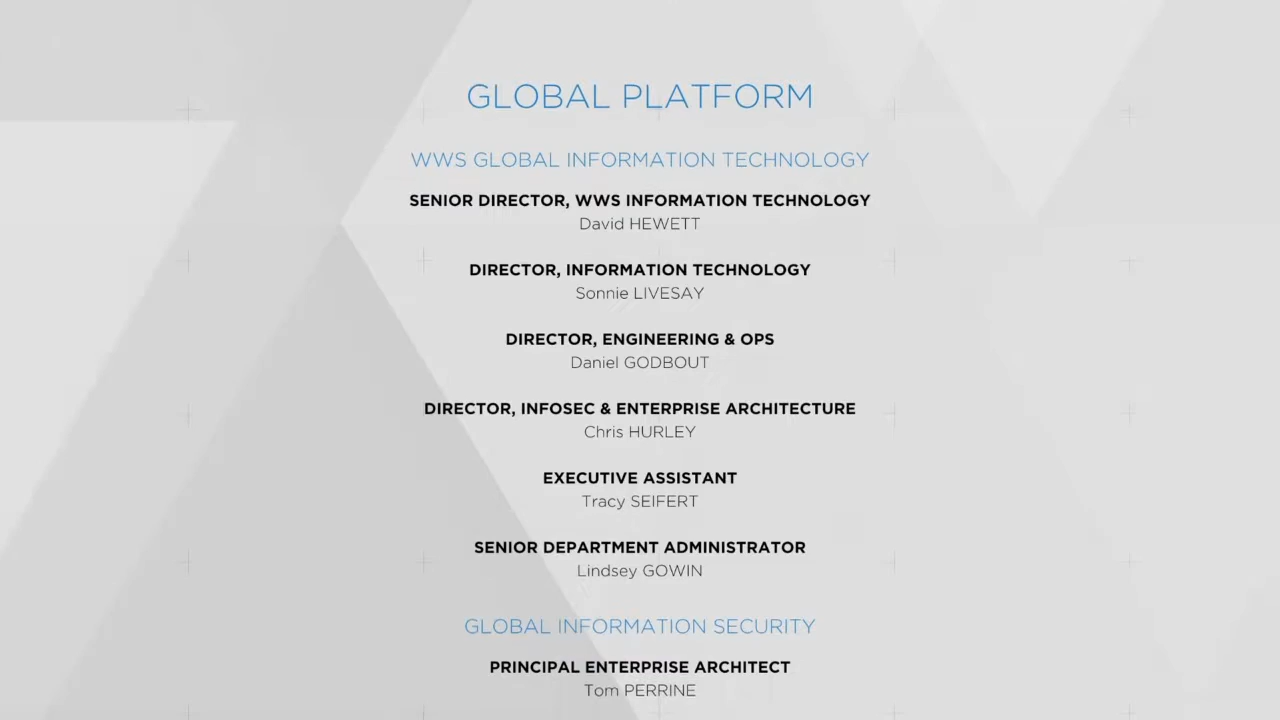 GLOBAL PLATFORM
WWS GLOBAL INFORMATION TECHNOLOGY
SENIOR DIRECTOR, WWS INFORMATION TECHNOLOGY
David HEWETT
DIRECTOR, INFORMATION TECHNOLOGY
Sonnie LIVESAY
DIRECTOR, ENGINEERING & OPS
Daniel GODBOUT
DIRECTOR, INFOSEC & ENTERPRISE ARCHITECTURE
Chris HURLEY
EXECUTIVE ASSISTANT
Tracy SEIFERT
SENIOR DEPARTMENT ADMINISTRATOR
Lindsey GOWIN
GLOBAL INFORMATION SECURITY
PRINCIPAL ENTERPRISE ARCHITECT
Tom PERRINE